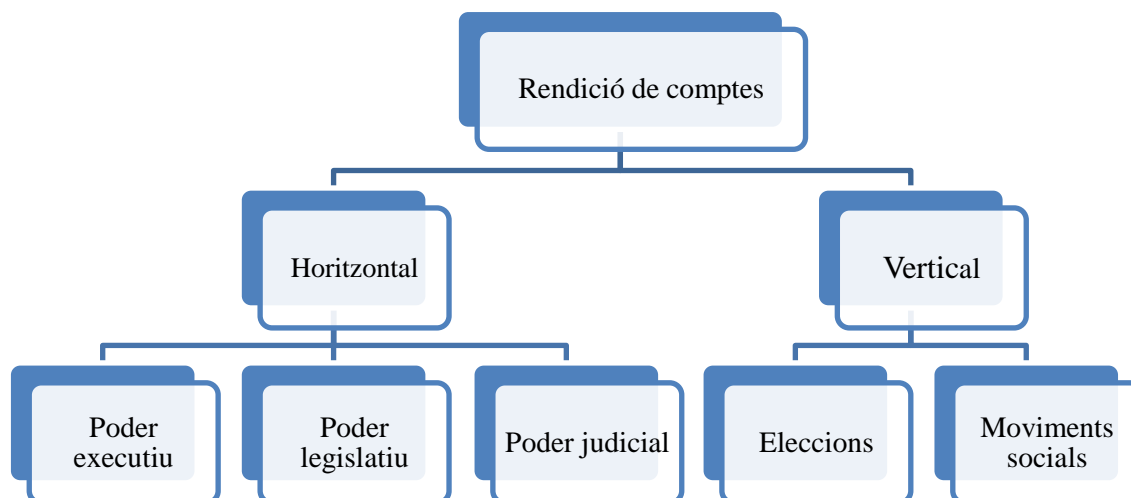 Rendició de comptes
Horitzontal
Vertical
Poder
executiu
Poder
legislatiu
Poder judicial
Eleccions
Moviments
socials